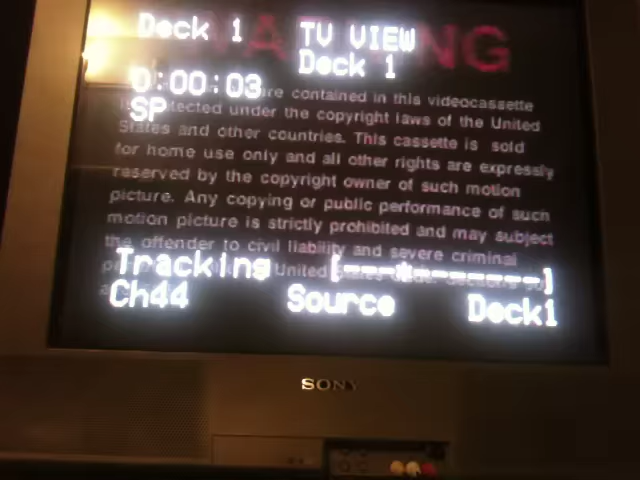 WARNING
Deck 1
TV VIEW
Deck 1
0:00:03
SP
contained in this videocassette
is protected under the copyright laws of the United
States and other countries. This cassette is sold
for home use only and all other rights are expressly
reserved by the copyright owner of such motion
picture. Any copying or public performance of such
motion picture is strictly prohibited and may subject
the offender to civil liability and severe criminal
United
Tracking [---*-------]
Ch44 Source Deck1
SONY